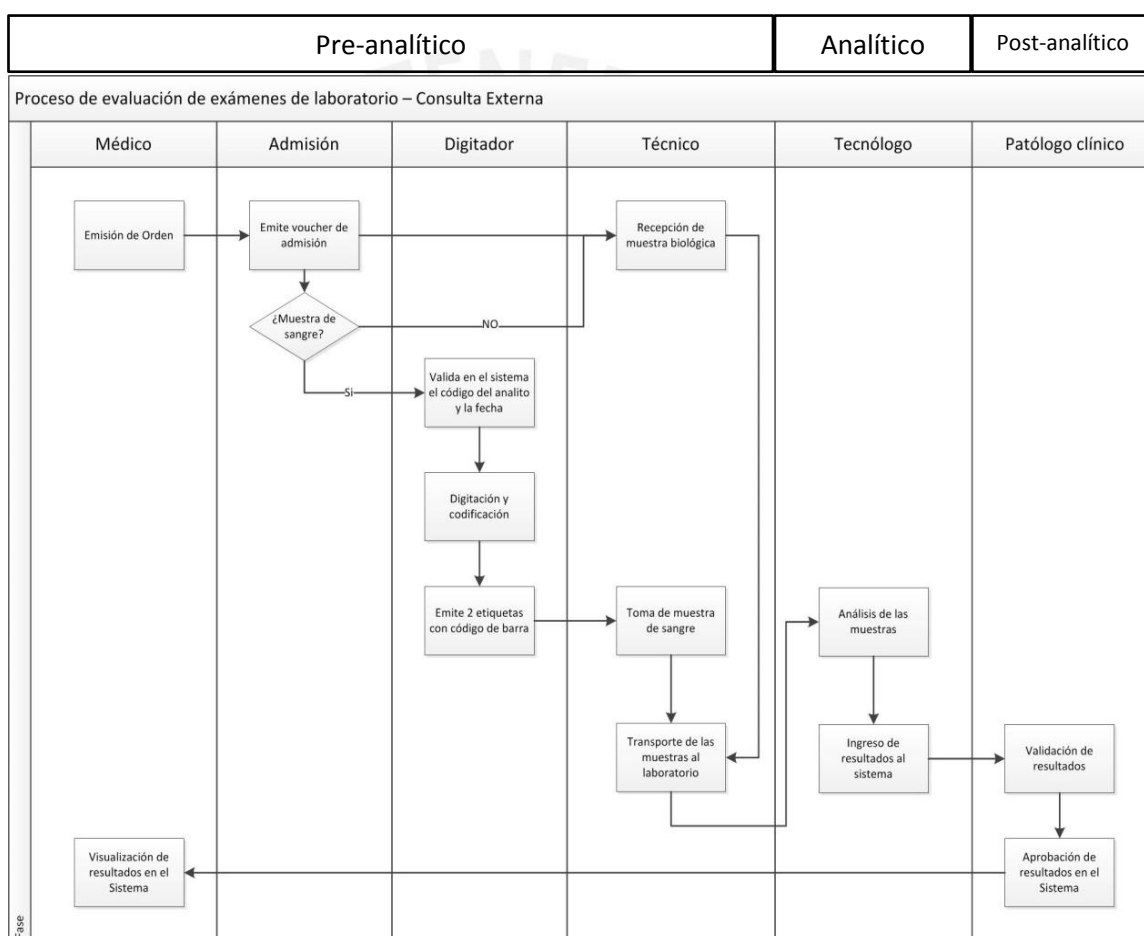 Pre-analítico
Analítico
Post-analítico
TENEB
Proceso de evaluación de exámenes de laboratorio – Consulta Externa
Médico
Admisión
Digitador
Técnico
Tecnólogo
Patólogo clínico
Emisión de Orden
Emite voucher de
admisión
Recepción de
muestra biológica
¿Muestra de
sangre?
NO
Si
Valida en el sistema
el código del analito
y la fecha
Digitación y
codificación
Emite 2 etiquetas
con código de barra
Toma de muestra
de sangre
Análisis de las
muestras
Transporte de las
muestras al
laboratorio
Ingreso de
resultados al
sistema
Validación de
resultados
Visualización de
resultados en el
Sistema
Aprobación de
resultados en el
Sistema
Fase